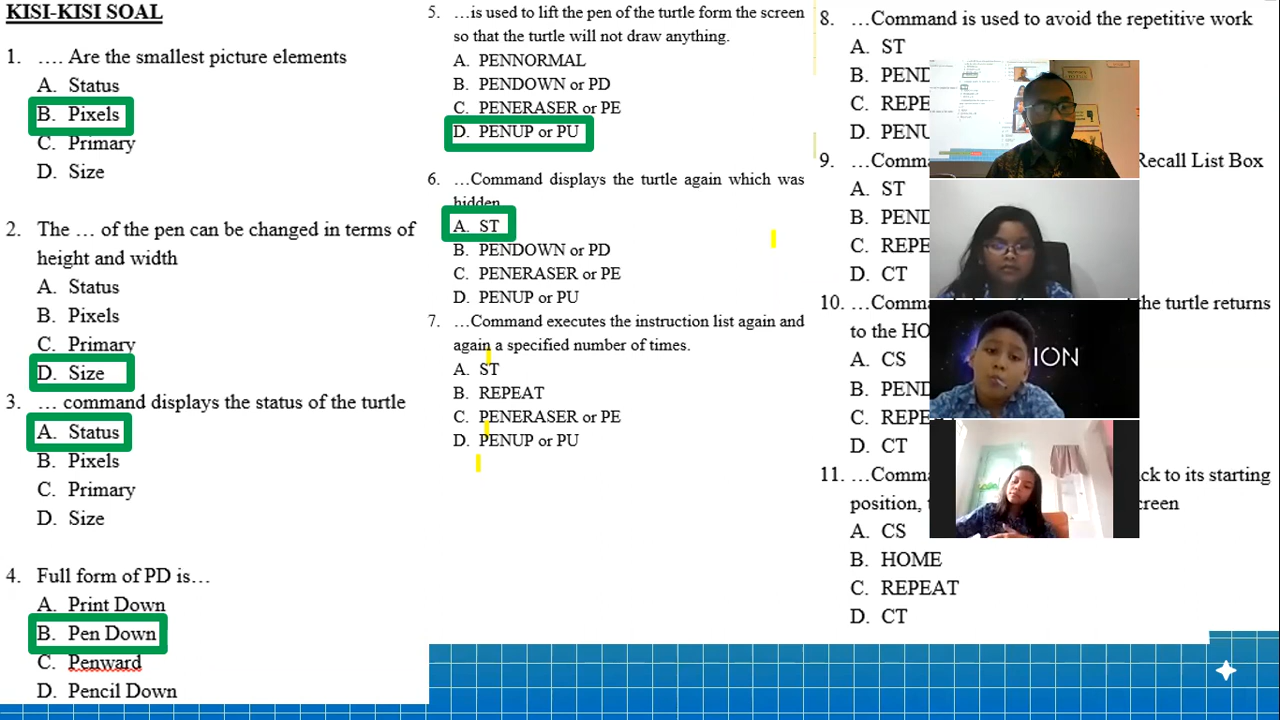 KISI-KISI SOAL
1. …. Are the smallest picture elements
A. Status
B. Pixels
C. Primary
D. Size
2. The … of the pen can be changed in terms of
height and width
A. Status
B. Pixels
C. Primary
D. Size
3. … command displays the status of the turtle
A. Status
B. Pixels
C. Primary
D. Size
4. Full form of PD is…
A. Print Down
B. Pen Down
C. Penward
D. Pencil Down
5. …is used to lift the pen of the turtle form the screen
so that the turtle will not draw anything.
A. PENNORMAL
B. PENDOWN or PD
C. PENERASER or PE
D. PENUP or PU
6. …Command displays the turtle again which was
hidden
A. ST
B. PENDOWN or PD
C. PENERASER or PE
D. PENUP or PU
7. …Command executes the instruction list again and
again a specified number of times.
A. ST
B. REPEAT
C. PENERASER or PE
D. PENUP or PU
8. …Command is used to avoid the repetitive work
A. ST
B. PEND
C. REPE
D. PENU
9. …Comma Recall List Box
A. ST
B. PEND
C. REPE
D. CT
10. …Comma the turtle returns
to the HO
A. CS
B. PEND
C. REPE
D. CT
11. …Comma ck to its starting
position, creen
A. CS
B. HOME
C. REPEAT
D. CT
ION